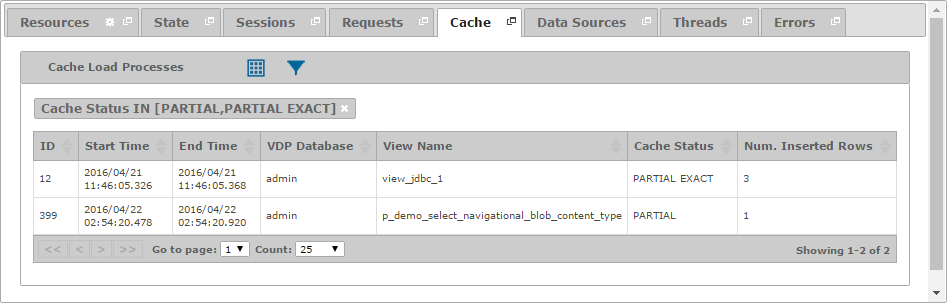 Resources State Sessions Requests Cache Data Sources Threads Errors
Cache Load Processes
Cache Status IN [PARTIAL,PARTIAL EXACT] ×
ID Start Time End Time VDP Database View Name Cache Status Num. Inserted Rows
12 2016/04/21 11:46:05.326 2016/04/21 11:46:05.368 admin view_jdbc_1 PARTIAL EXACT 3
399 2016/04/22 02:54:20.478 2016/04/22 02:54:20.920 admin p_demo_select_navigational_blob_content_type PARTIAL 1
<< < > >> Go to page: 1 Count: 25 Showing 1-2 of 2